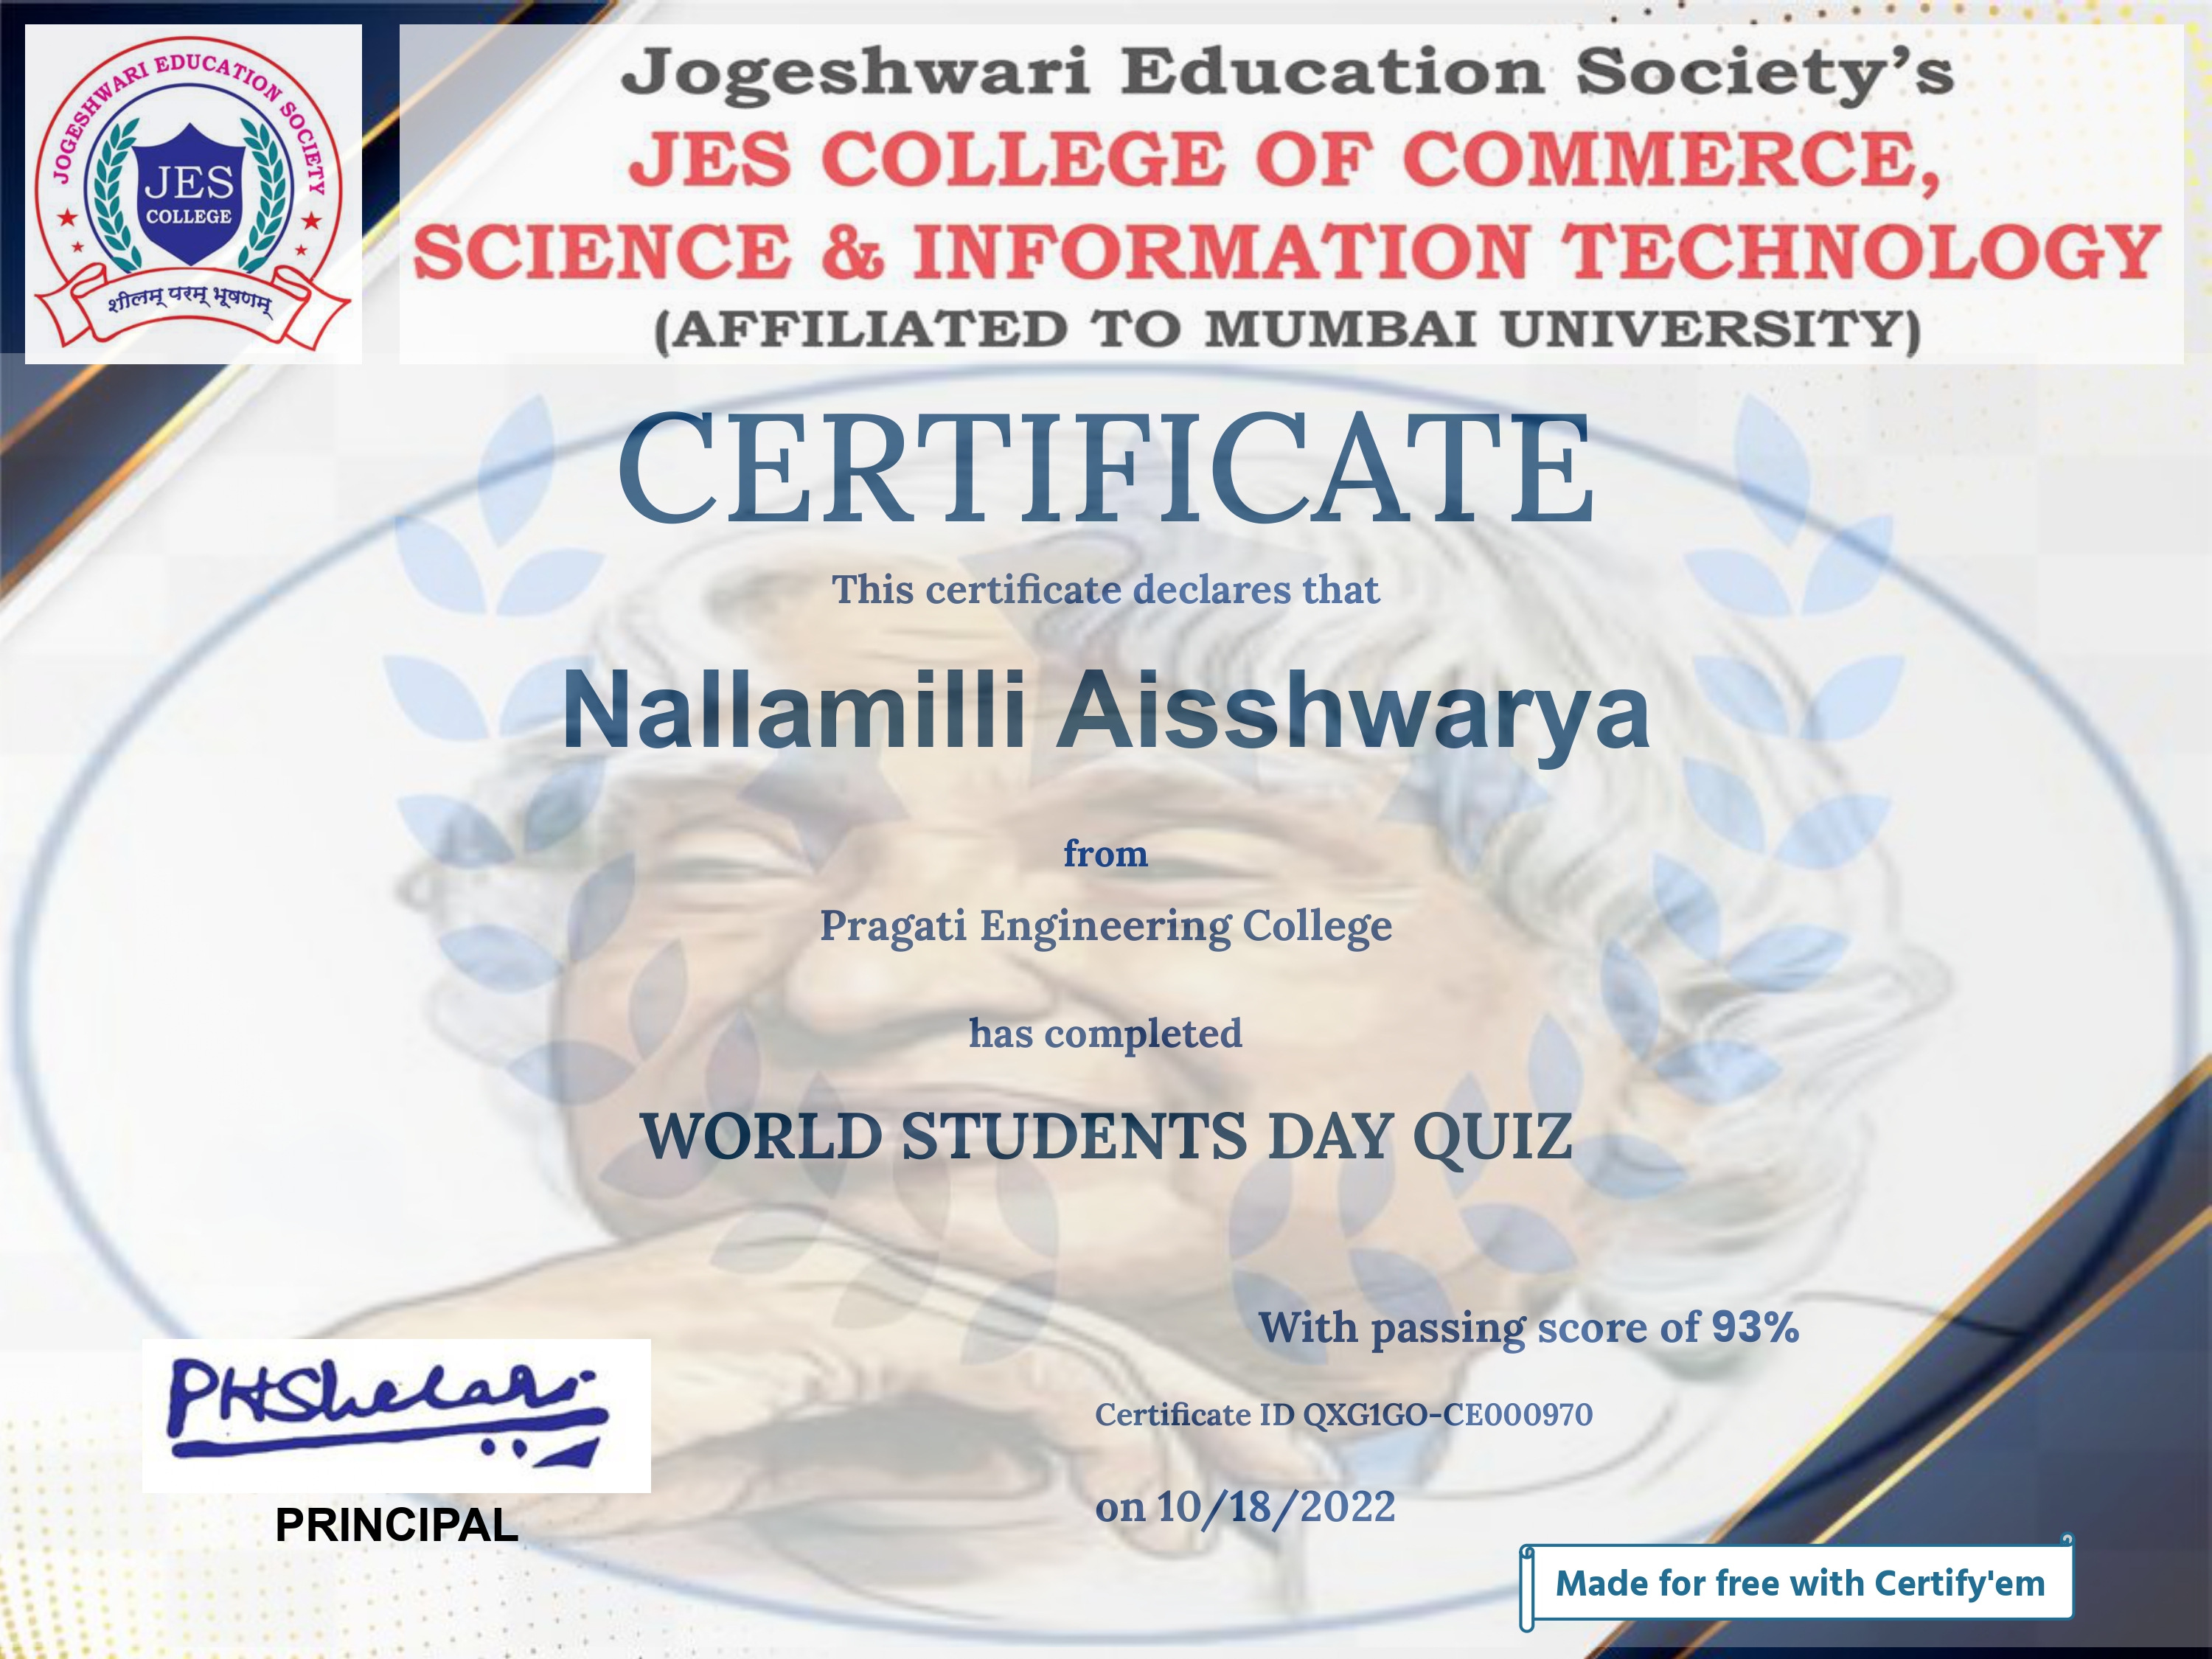 JOGESHWARI EDUCATION SOCIETY
JES
COLLEGE
शीलम् परम् भूषणम्
Jogeshwari Education Society's
JES COLLEGE OF COMMERCE,
SCIENCE & INFORMATION TECHNOLOGY
(AFFILIATED TO MUMBAI UNIVERSITY)
CERTIFICATE
This certificate declares that
Nallamilli Aisshwarya
from
Pragati Engineering College
has completed
WORLD STUDENTS DAY QUIZ
With passing score of 93%
PHShelar
Certificate ID QXG1GO-CE000970
on 10/18/2022
PRINCIPAL
Made for free with Certify'em